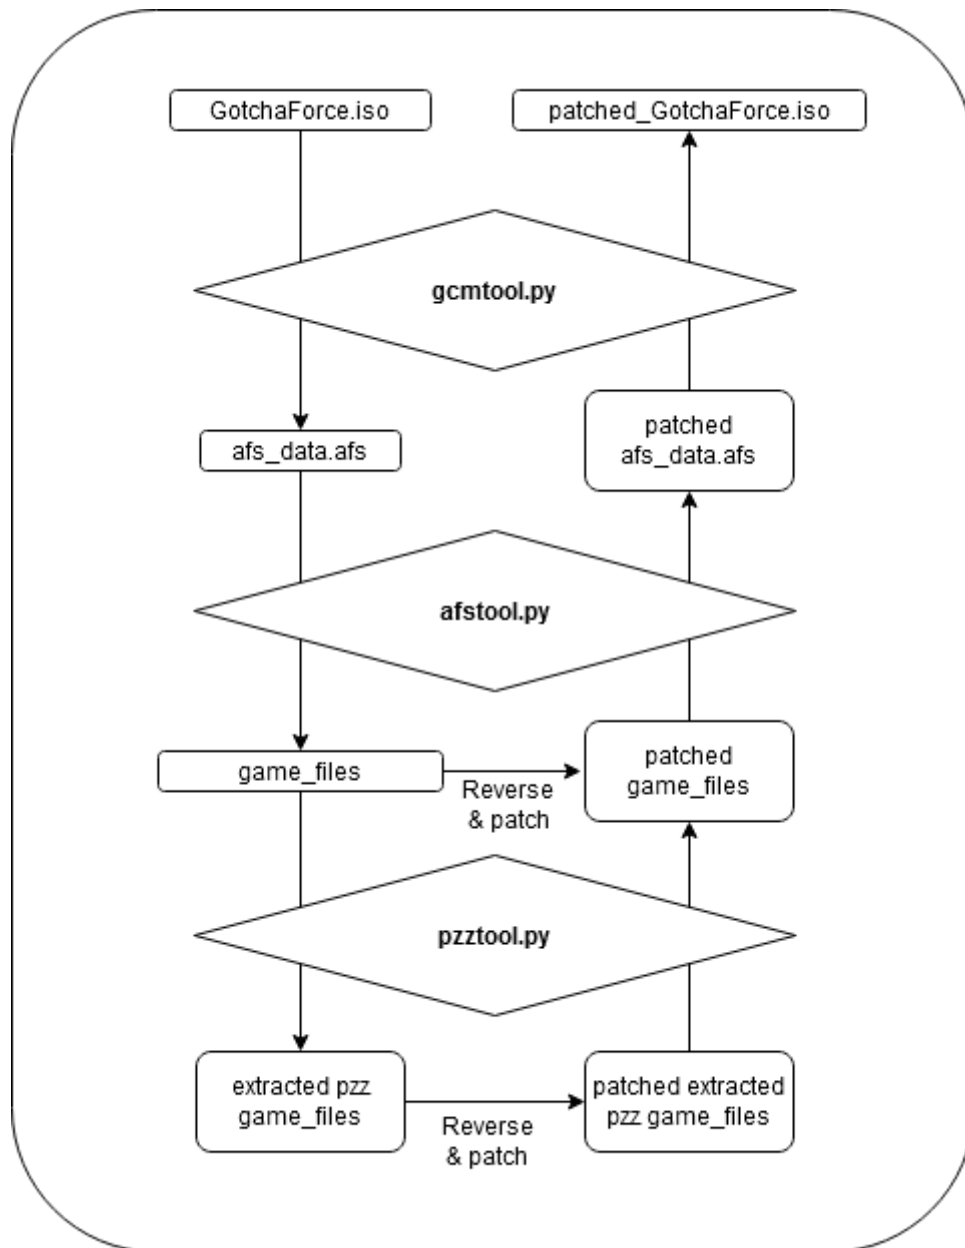 GotchaForce.iso
patched_GotchaForce.iso
gcmtool.py
afs_data.afs
patched
afs_data.afs
afstool.py
game_files
Reverse
& patch
patched
game_files
pzztool.py
extracted pzz
game_files
Reverse
& patch
patched extracted
pzz game_files